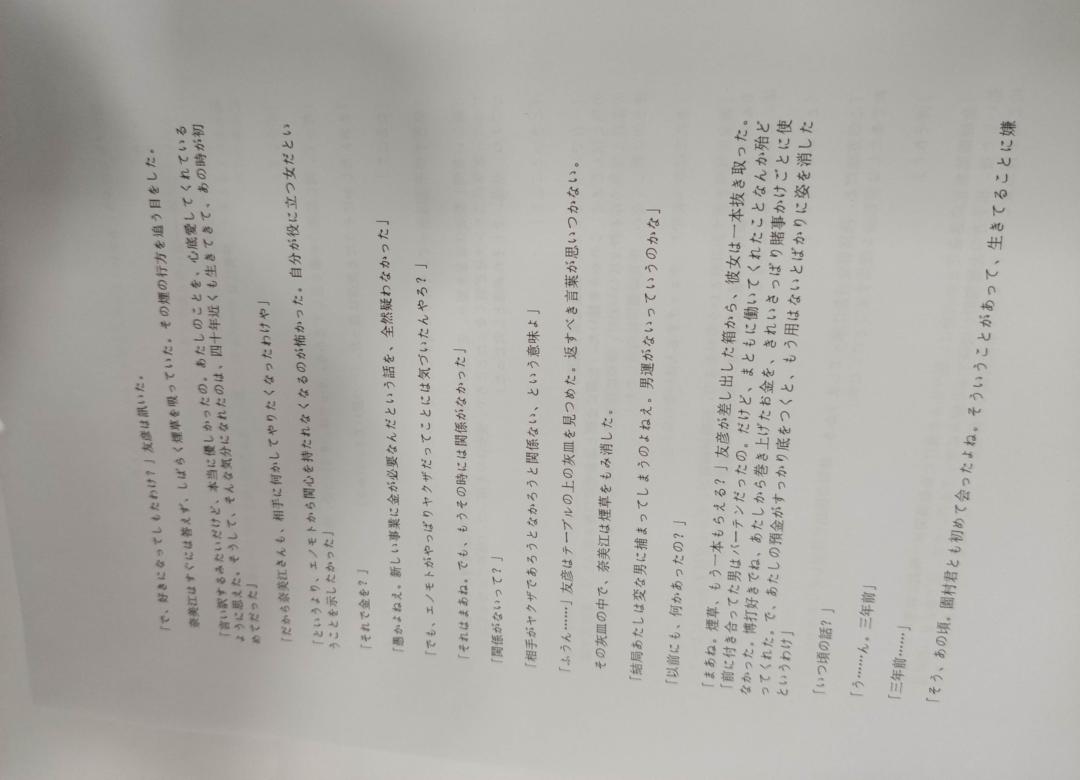 「で、好きになってしもたわけ？」友彦は訊いた。
奈美江はすぐには答えず、しばらく煙草を吸っていた。その煙の行方を追う目をした。
「言い訳するみたいだけど、本当に優しかったの。あたしのことを、心底愛してくれている
ように思えた。そうして、そんな気分になれたのは、四十年近くも生きてきて、あの時が初
めてだった」
「だから奈美江さんも、相手に何かしてやりたくなったわけや」
「というより、エノモトから関心を持たれなくなるのが怖かった。自分が役に立つ女だとい
うことを示したかった」
「それで金を？」
「愚かよねえ。新しい事業に金が必要なんだという話を、全然疑わなかった」
「でも、エノモトがやっぱりヤクザだってことには気づいたんやろ？」
「それはまあね。でも、もうその時には関係がなかった」
「関係がないって？」
「相手がヤクザであろうとなかろうと関係ない、という意味よ」
「ふうん……」友彦はテーブルの上の灰皿を見つめた。返すべき言葉が思いつかない。
その灰皿の中で、奈美江は煙草をもみ消した。
「結局あたしは変な男に捕まってしまうのよねえ。男運がないっていうのかな」
「以前にも、何かあったの？」
「まあね。煙草、もう一本もらえる？」友彦が差し出した箱から、彼女は一本抜き取った。
「前に付き合ってた男はバーテンだったの。だけど、まともに働いてくれたことなんか殆ど
なかった。博打好きでね、あたしから巻き上げたお金を、きれいきっぱり賭事かけごとに使
ってくれた。で、あたしの預金がすっかり底をつくと、もう用はないとばかりに姿を消した
というわけ」
「いつ頃の話？」
「う……ん。三年前」
「三年前……」
「そう、あの頃。園村君とも初めて会ったよね。そういうことがあって、生きてることに嫌